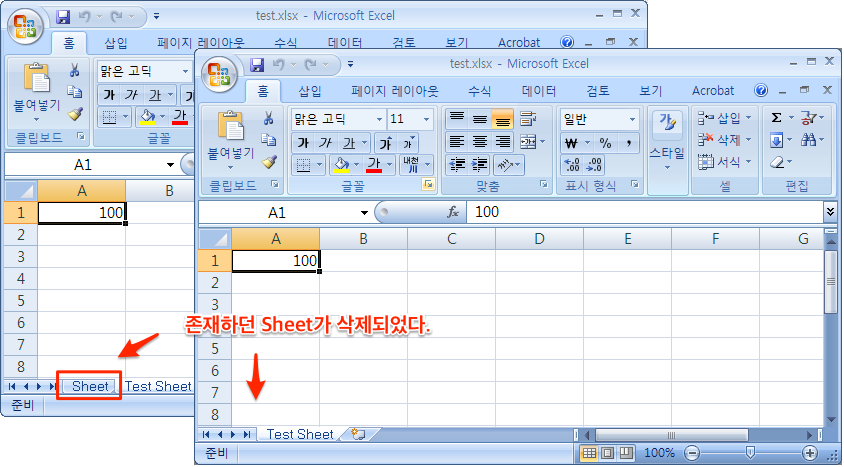 test.xlsx - Microsoft Excel
홈 삽입 페이지 레이아웃 수식 데이터 검토 보기 Acrobat
붙여넣기
맑은 고딕
가 가 가
가
클립보드 글꼴
A1
A B
1 100
2
3
4
5
6
7
8
Sheet Test Sheet
준비
test.xlsx - Microsoft Excel
홈 삽입 페이지 레이아웃 수식 데이터 검토 보기 Acrobat
붙여넣기
맑은 고딕 11
가 가 가 가 가
가 내천 川
클립보드 글꼴
맞춤
일반
₩ % ,
.00 .0
표시 형식
가
스타일
삽입
삭제
서식
셀
Σ
편집
A1 fx 100
A B C D E F G
1 100
2
3
4
5
6
7
8
존재하던 Sheet가 삭제되었다.
Test Sheet
준비 100%